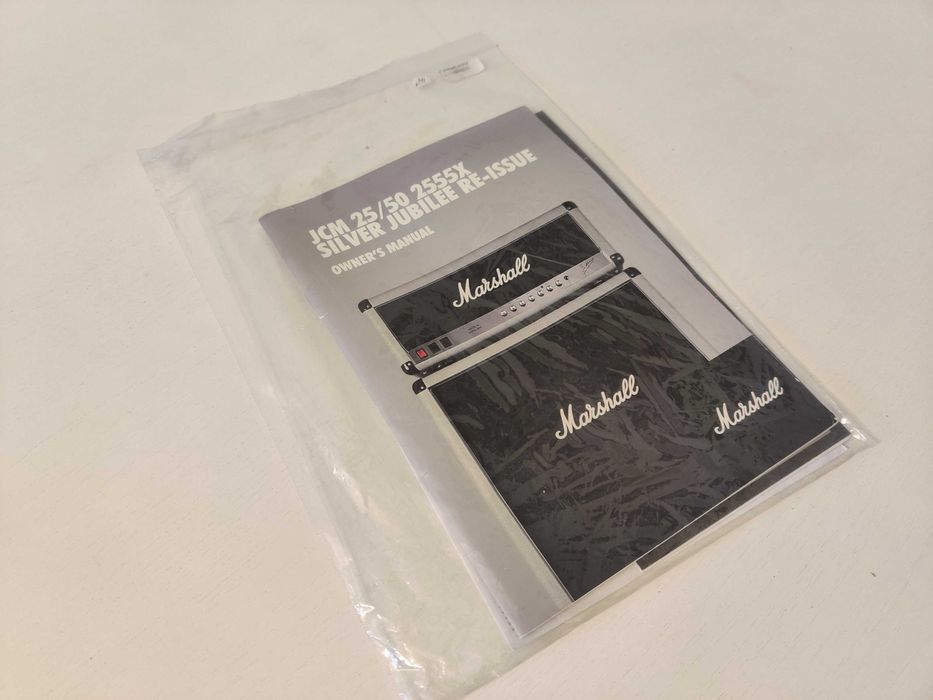 JCM 25/50 2555X
SILVER JUBILEE RE-ISSUE
OWNER'S MANUAL
Marshall
Marshall
Marshall